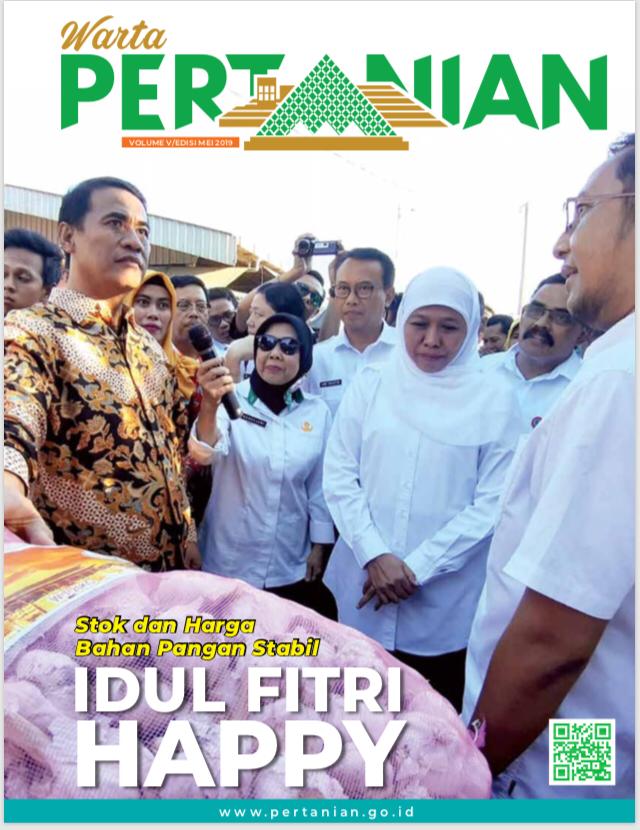 Warta
PERTANIAN
VOLUME V/EDISI MEI 2019
Stok dan Harga
Bahan Pangan Stabil
IDUL FITRI
HAPPY
www.pertanian.go.id